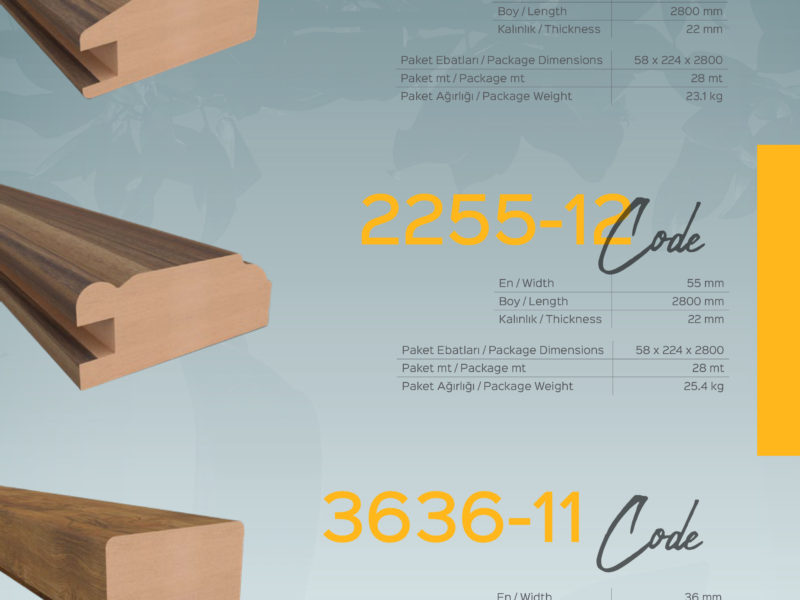 Boy / Length 2800 mm
Kalınlık / Thickness 22 mm
Paket Ebatları / Package Dimensions 58 x 224 x 2800
Paket mt / Package mt 28 mt
Paket Ağırlığı / Package Weight 23.1 kg
2255-12 Code
En / Width 55 mm
Boy / Length 2800 mm
Kalınlık / Thickness 22 mm
Paket Ebatları / Package Dimensions 58 x 224 x 2800
Paket mt / Package mt 28 mt
Paket Ağırlığı / Package Weight 25.4 kg
3636-11 Code
En / Width 36 mm